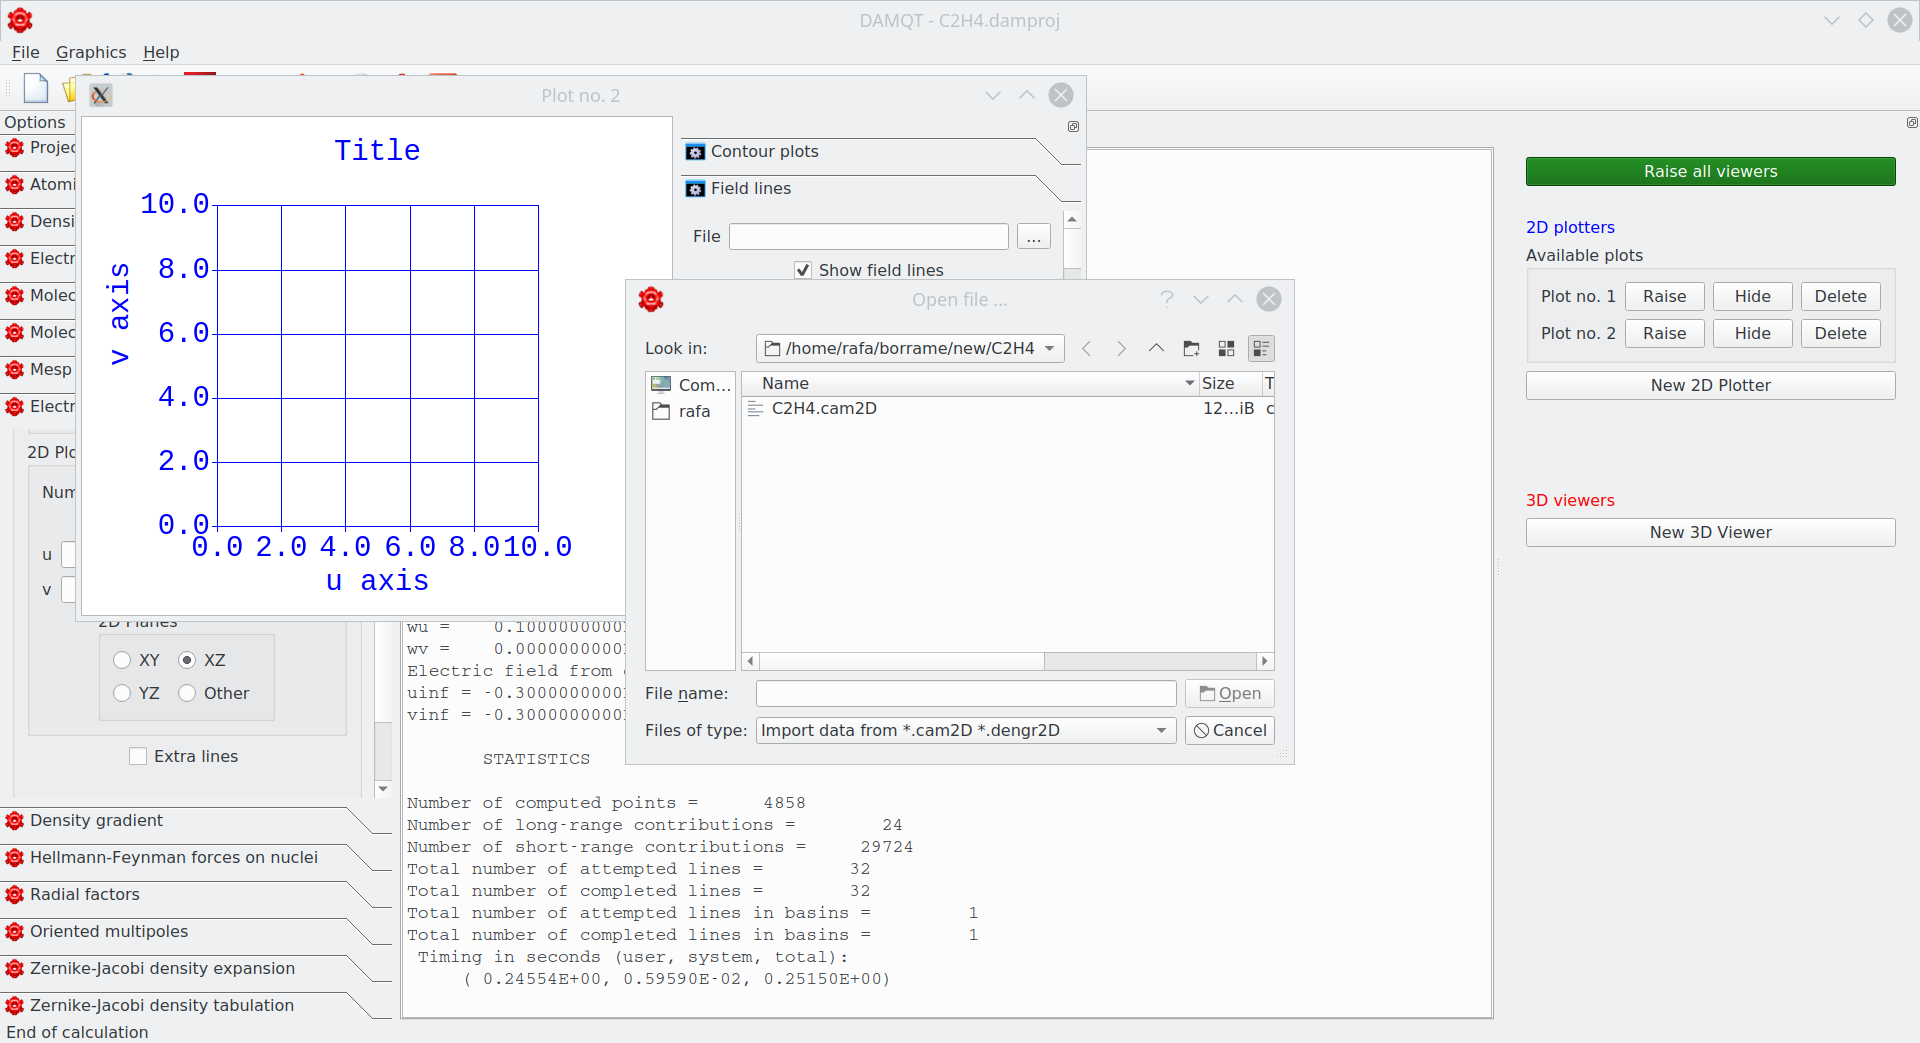 DAMQT - C2H4.damproj
File Graphics Help
Options
Plot no. 2
Title
10.0
8.0
6.0
4.0
2.0
0.0
v axis
0.0 2.0 4.0 6.0 8.0 10.0
u axis
Contour plots
Field lines
File ...
Show field lines
Mesp
2D
u
v
2D Planes
XY XZ
YZ Other
Extra lines
Density gradient
Hellmann-Feynman forces on nuclei
Radial factors
Oriented multipoles
Zernike-Jacobi density expansion
Zernike-Jacobi density tabulation
End of calculation
Open file ...
Look in: /home/rafa/borrame/new/C2H4
Com... Name Size T
rafa C2H4.cam2D 12...iB c
File name: Open
Files of type: Import data from *.cam2D *.dengr2D Cancel
wu = 0.1000000000
wv = 0.0000000000
Electric field from
uinf = -0.3000000000
vinf = -0.3000000000
STATISTICS
Number of computed points = 4858
Number of long-range contributions = 24
Number of short-range contributions = 29724
Total number of attempted lines = 32
Total number of completed lines = 32
Total number of attempted lines in basins = 1
Total number of completed lines in basins = 1
Timing in seconds (user, system, total):
( 0.24554E+00, 0.59590E-02, 0.25150E+00)
Raise all viewers
2D plotters
Available plots
Plot no. 1 Raise Hide Delete
Plot no. 2 Raise Hide Delete
New 2D Plotter
3D viewers
New 3D Viewer